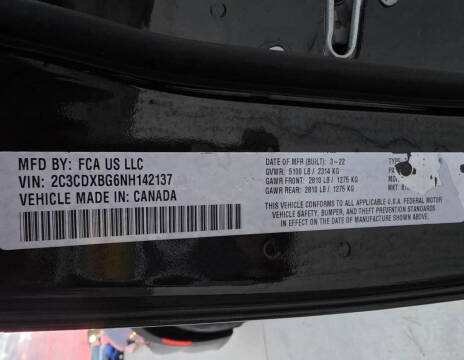 MFD BY: FCA US LLC
VIN: 2C3CDXBG6NH142137
VEHICLE MADE IN: CANADA
DATE OF MFR (BUILT): 3-22
GVWR: 5100 LB / 2314 KG
GAWR FRONT: 2810 LB / 1275 KG
GAWR REAR: 2810 LB / 1275 KG
TYPE
MKT:
THIS VEHICLE CONFORMS TO ALL APPLICABLE U.S.A. FEDERAL MOTOR
VEHICLE SAFETY, BUMPER, AND THEFT PREVENTION STANDARDS
IN EFFECT ON THE DATE OF MANUFACTURE SHOWN ABOVE.